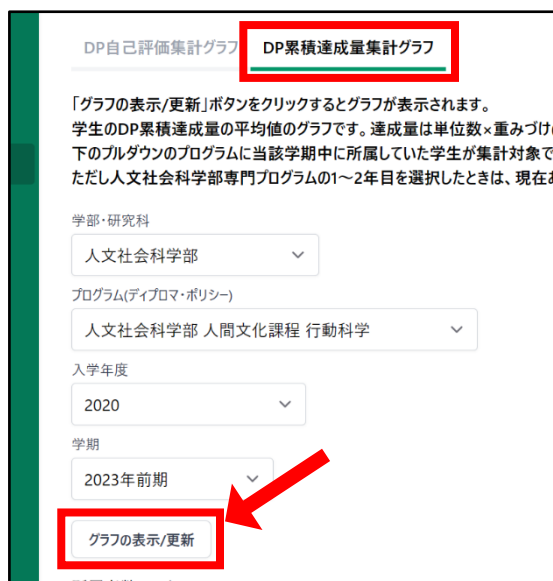 DP自己評価集計グラフ DP累積達成量集計グラフ
「グラフの表示/更新」ボタンをクリックするとグラフが表示されます。
学生のDP累積達成量の平均値のグラフです。達成量は単位数×重みづけ
下のプルダウンのプログラムに当該学期中に所属していた学生が集計対象で
ただし人文社会科学部専門プログラムの1～2年目を選択したときは、現在
学部・研究科
人文社会科学部
プログラム(ディプロマ・ポリシー)
人文社会科学部 人間文化課程 行動科学
入学年度
2020
学期
2023年前期
グラフの表示/更新